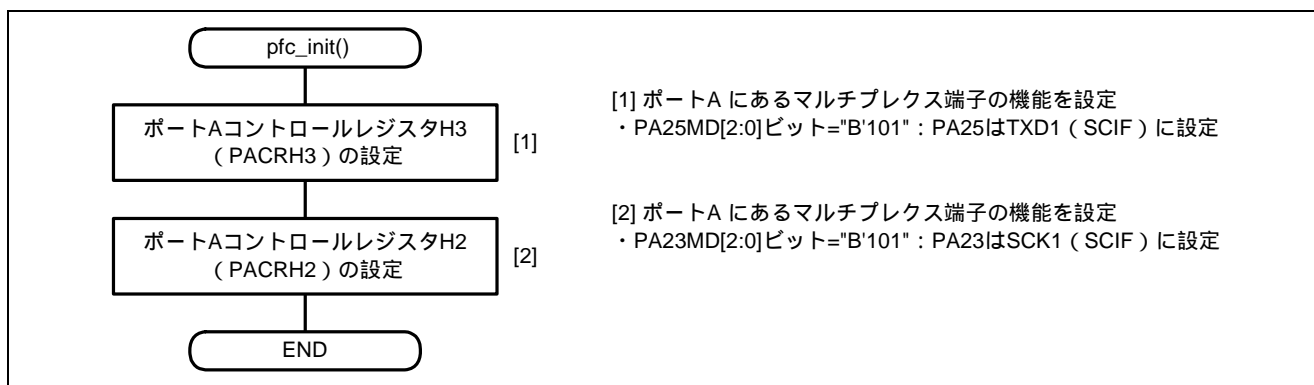 pfc_init()
ポートAコントロールレジスタH3
（PACRH3）の設定
[1]
[1] ポートA にあるマルチプレクス端子の機能を設定
・PA25MD[2:0]ビット="B'101"：PA25はTXD1（SCIF）に設定
ポートAコントロールレジスタH2
（PACRH2）の設定
[2]
[2] ポートA にあるマルチプレクス端子の機能を設定
・PA23MD[2:0]ビット="B'101"：PA23はSCK1（SCIF）に設定
END